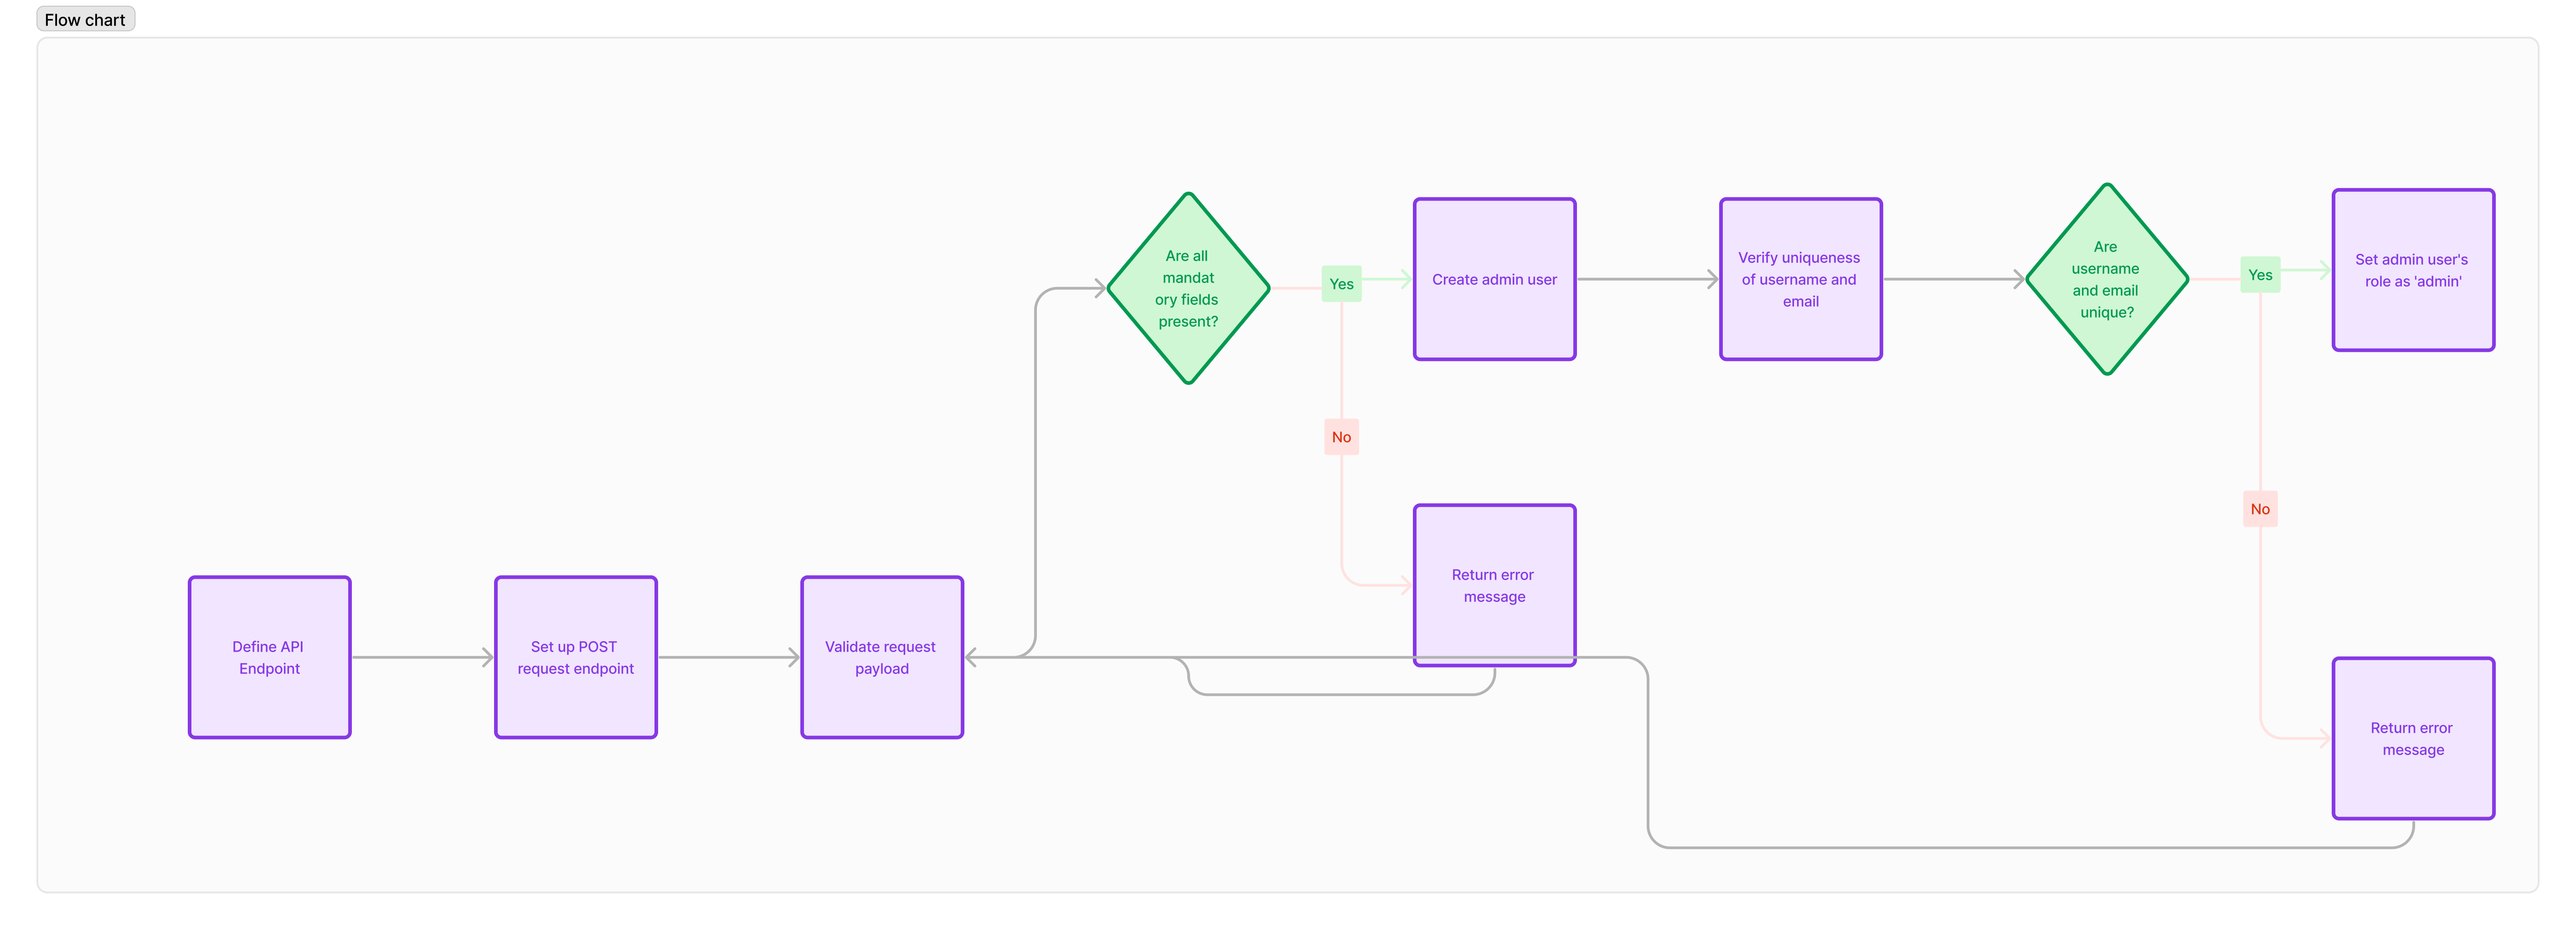 Flow chart
Define API
Endpoint
Set up POST
request endpoint
Validate request
payload
Are all
mandat
ory fields
present?
Yes
No
Create admin user
Return error
message
Verify uniqueness
of username and
email
Are
username
and email
unique?
Yes
No
Set admin user's
role as 'admin'
Return error
message